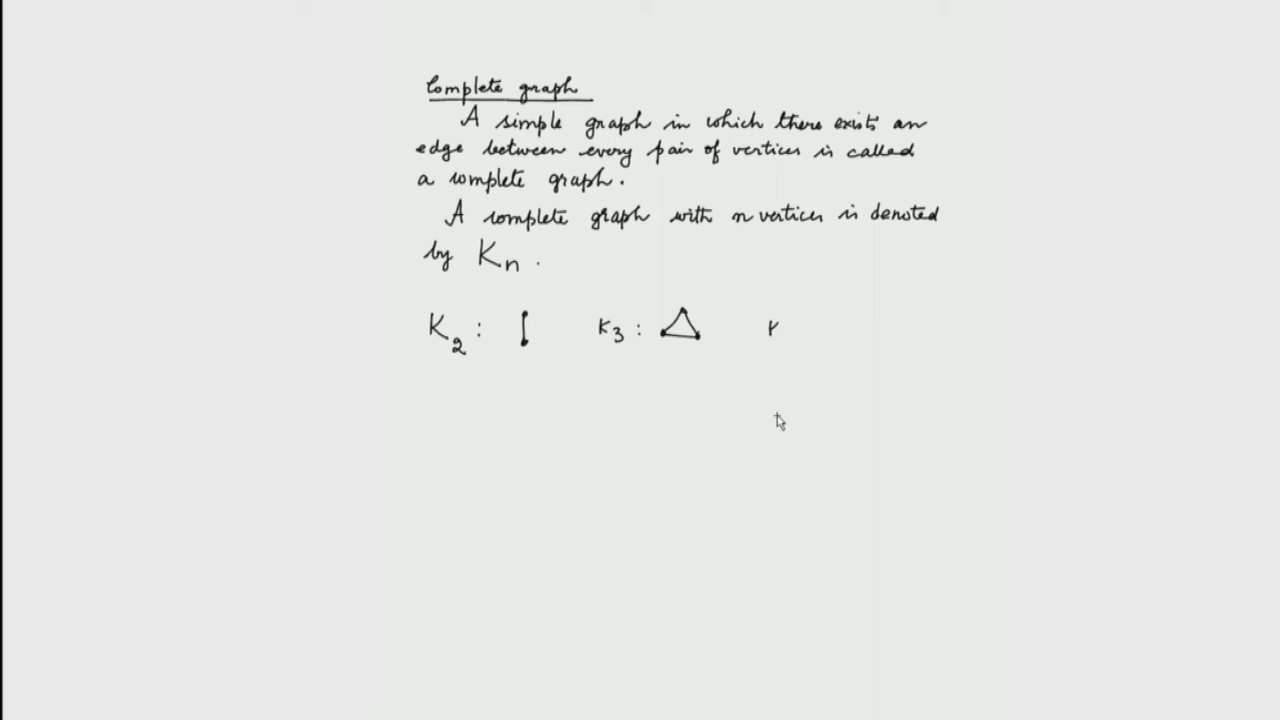 Complete graph
A simple graph in which there exists an
edge between every pair of vertices is called
a complete graph.
A complete graph with n vertices is denoted
by Kn.
K2 : K3 : K